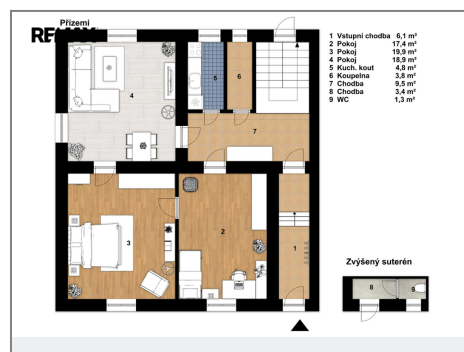 Přízemí
RE/MAX
1 Vstupní chodba 6,1 m²
2 Pokoj 17,4 m²
3 Pokoj 19,9 m²
4 Pokoj 18,9 m²
5 Kuch. kout 4,8 m²
6 Koupelna 3,8 m²
7 Chodba 9,5 m²
8 Chodba 3,4 m²
9 WC 1,3 m²
5
6
4
7
3
2
1
Zvýšený suterén
8
9